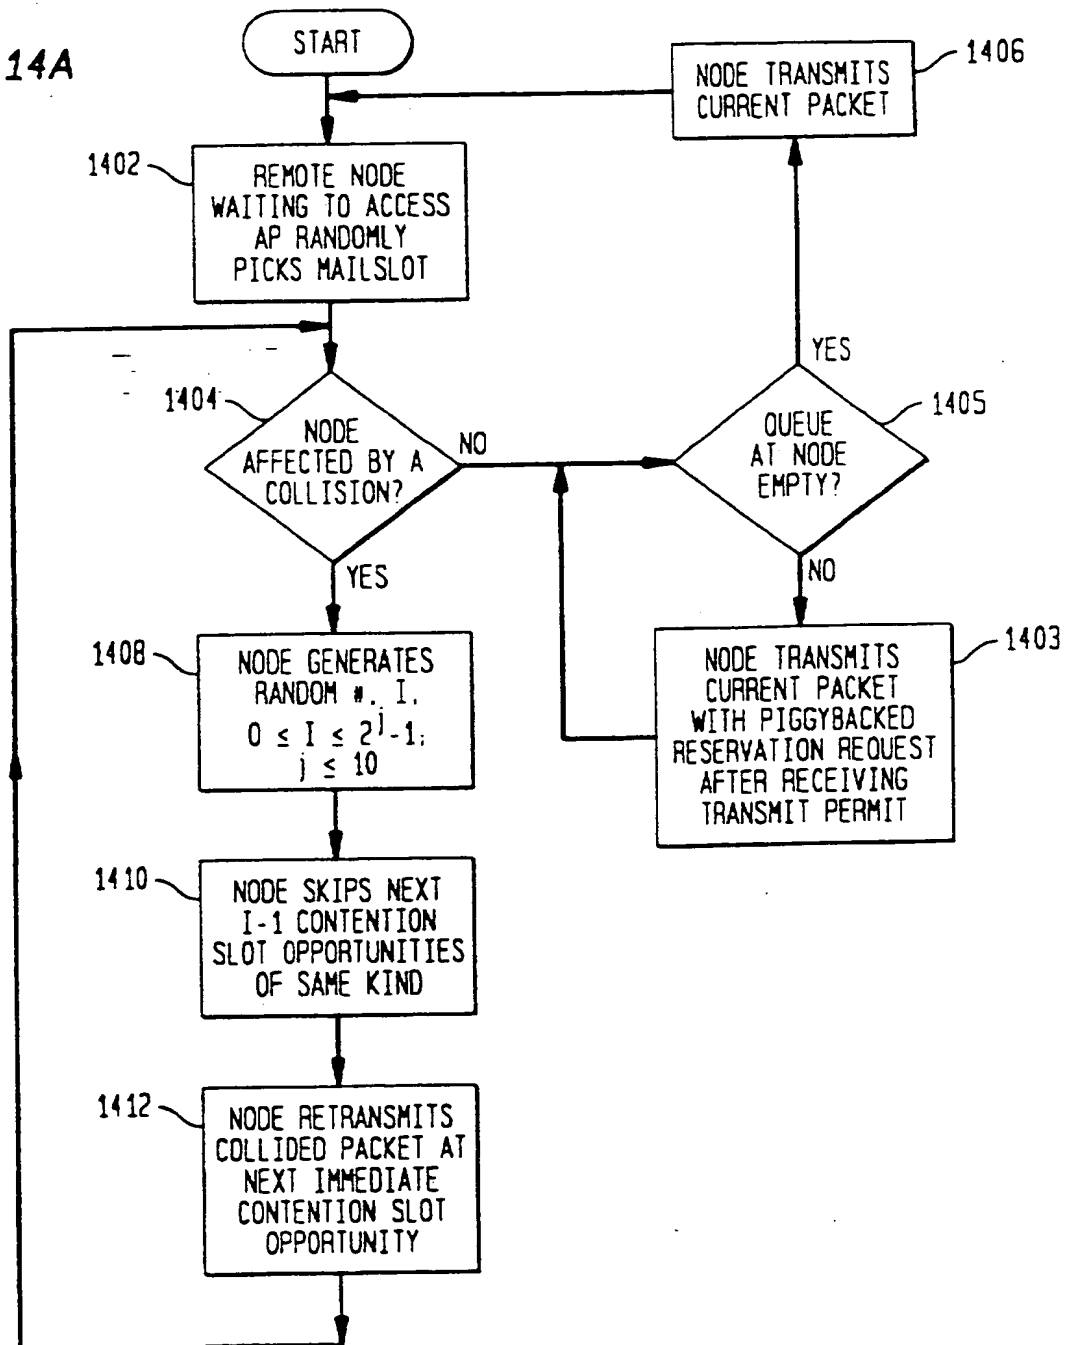 14A
START
1406
NODE TRANSMITS
CURRENT PACKET
1402
REMOTE NODE
WAITING TO ACCESS
AP RANDOMLY
PICKS MAILSLOT
1404
NODE
AFFECTED BY A
COLLISION?
NO
YES
1405
QUEUE
AT NODE
EMPTY?
YES
NO
1403
NODE TRANSMITS
CURRENT PACKET
WITH PIGGYBACKED
RESERVATION REQUEST
AFTER RECEIVING
TRANSMIT PERMIT
1408
NODE GENERATES
RANDOM #, I,
0 ≤ I ≤ 2^j-1;
j ≤ 10
1410
NODE SKIPS NEXT
I-1 CONTENTION
SLOT OPPORTUNITIES
OF SAME KIND
1412
NODE RETRANSMITS
COLLIDED PACKET AT
NEXT IMMEDIATE
CONTENTION SLOT
OPPORTUNITY